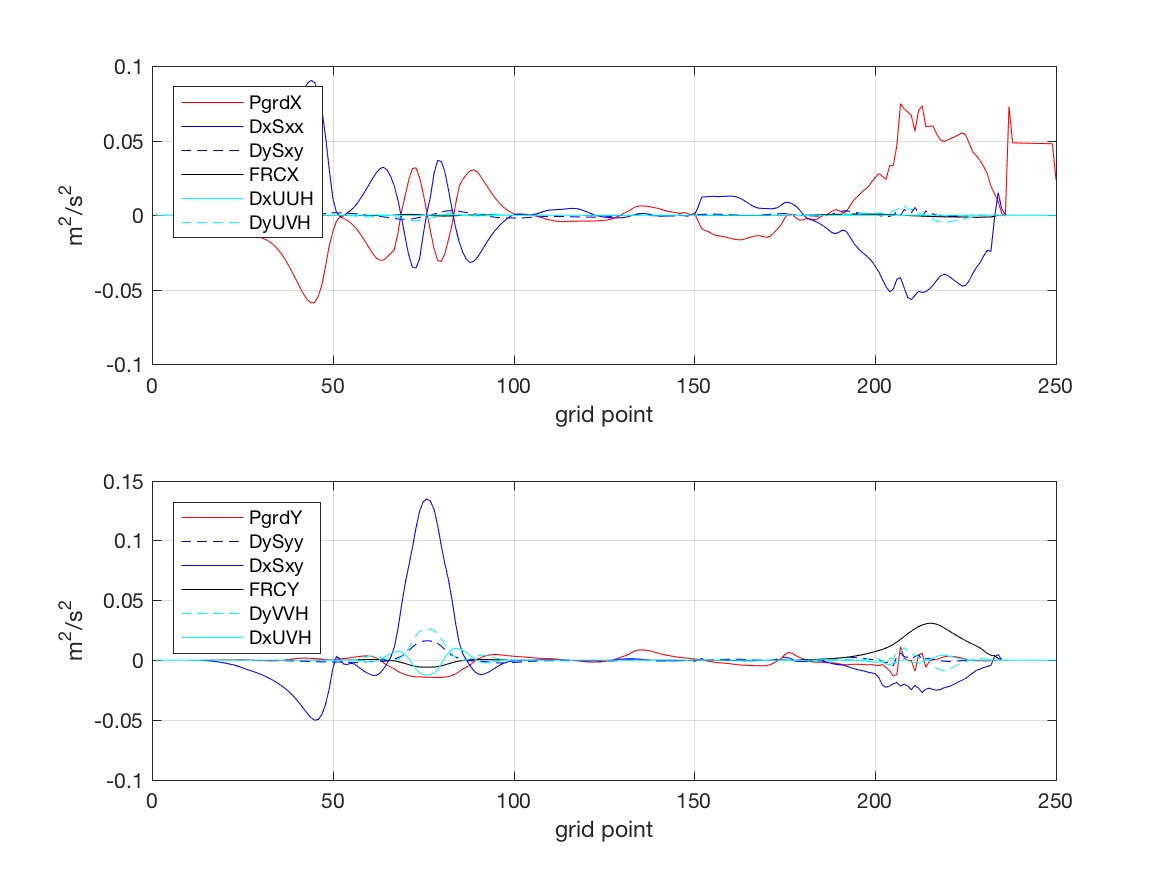 0.1
0.05
0
-0.05
-0.1
m²/s²
PgrdX
DxSxx
DySxy
FRCX
DxUUH
DyUVH
0 50 100 150 200 250
grid point
0.15
0.1
0.05
0
-0.05
-0.1
m²/s²
PgrdY
DySyy
DxSxy
FRCY
DyVVH
DxUVH
0 50 100 150 200 250
grid point